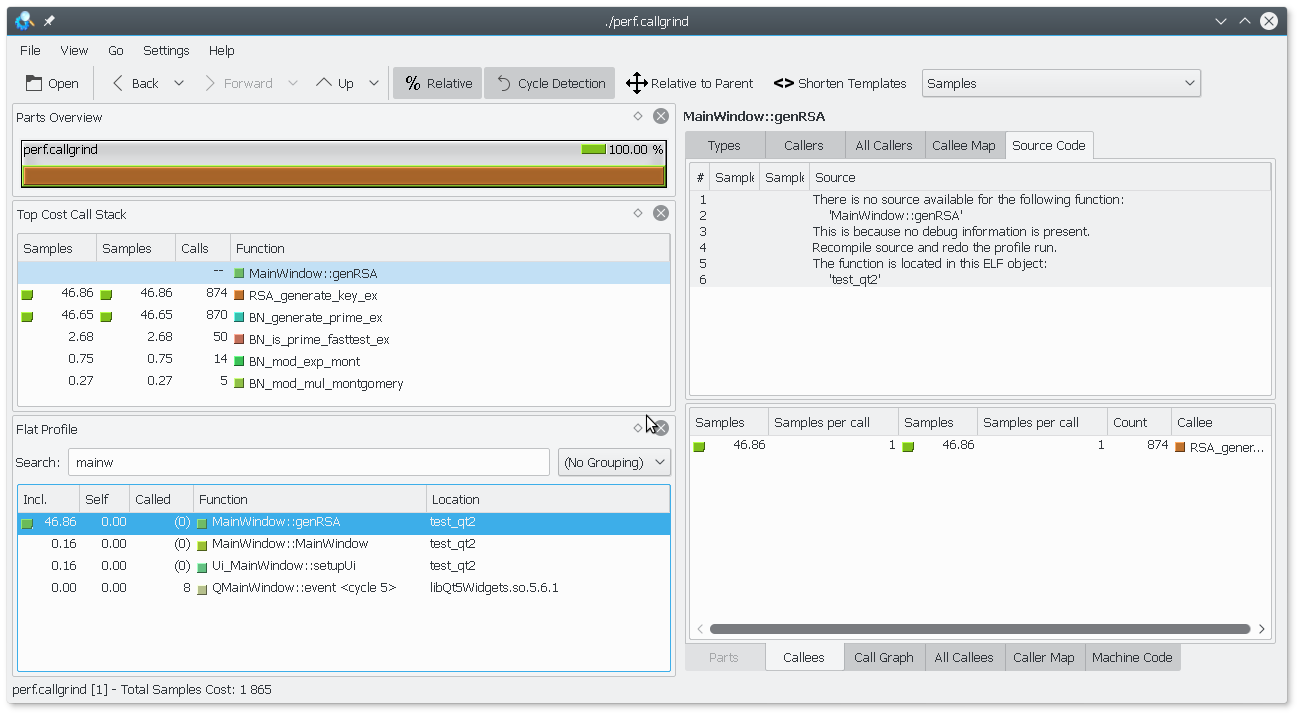 ./perf.callgrind
File View Go Settings Help
Open Back Forward Up % Relative Cycle Detection Relative to Parent <> Shorten Templates Samples
Parts Overview
perf.callgrind 100.00 %
Top Cost Call Stack
Samples Samples Calls Function
-- MainWindow::genRSA
46.86 46.86 874 RSA_generate_key_ex
46.65 46.65 870 BN_generate_prime_ex
2.68 2.68 50 BN_is_prime_fasttest_ex
0.75 0.75 14 BN_mod_exp_mont
0.27 0.27 5 BN_mod_mul_montgomery
Flat Profile
Search: mainw (No Grouping)
Incl. Self Called Function Location
46.86 0.00 (0) MainWindow::genRSA test_qt2
0.16 0.00 (0) MainWindow::MainWindow test_qt2
0.16 0.00 (0) Ui_MainWindow::setupUi test_qt2
0.00 0.00 8 QMainWindow::event <cycle 5> libQt5Widgets.so.5.6.1
MainWindow::genRSA
Types Callers All Callers Callee Map Source Code
# Sample Sample Source
1 There is no source available for the following function:
2 'MainWindow::genRSA'
3 This is because no debug information is present.
4 Recompile source and redo the profile run.
5 The function is located in this ELF object:
6 'test_qt2'
Samples Samples per call Samples Samples per call Count Callee
46.86 1 46.86 1 874 RSA_gener...
Parts Callees Call Graph All Callees Caller Map Machine Code
perf.callgrind [1] - Total Samples Cost: 1 865